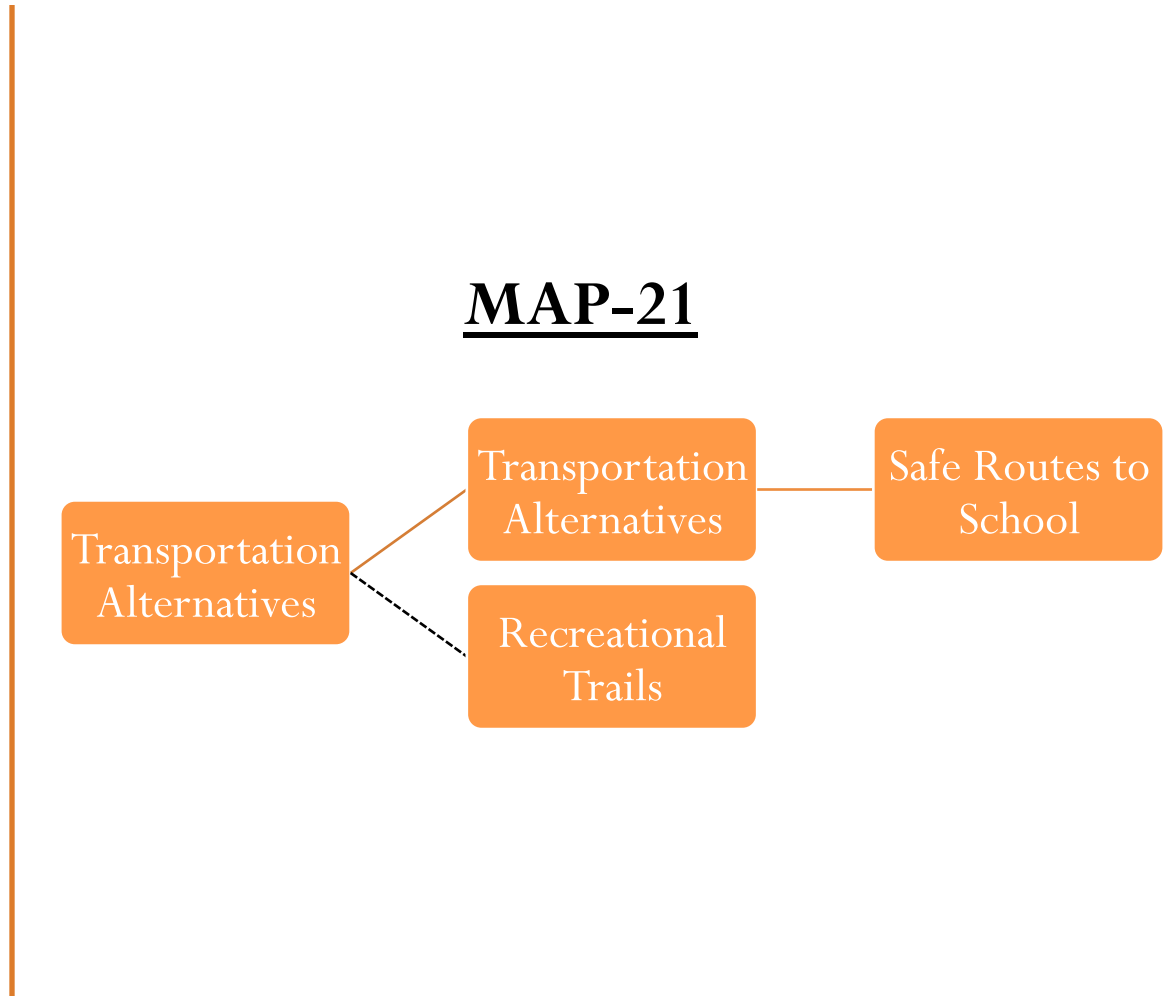 MAP-21
Transportation
Alternatives
Transportation
Alternatives
Safe Routes to
School
Recreational
Trails